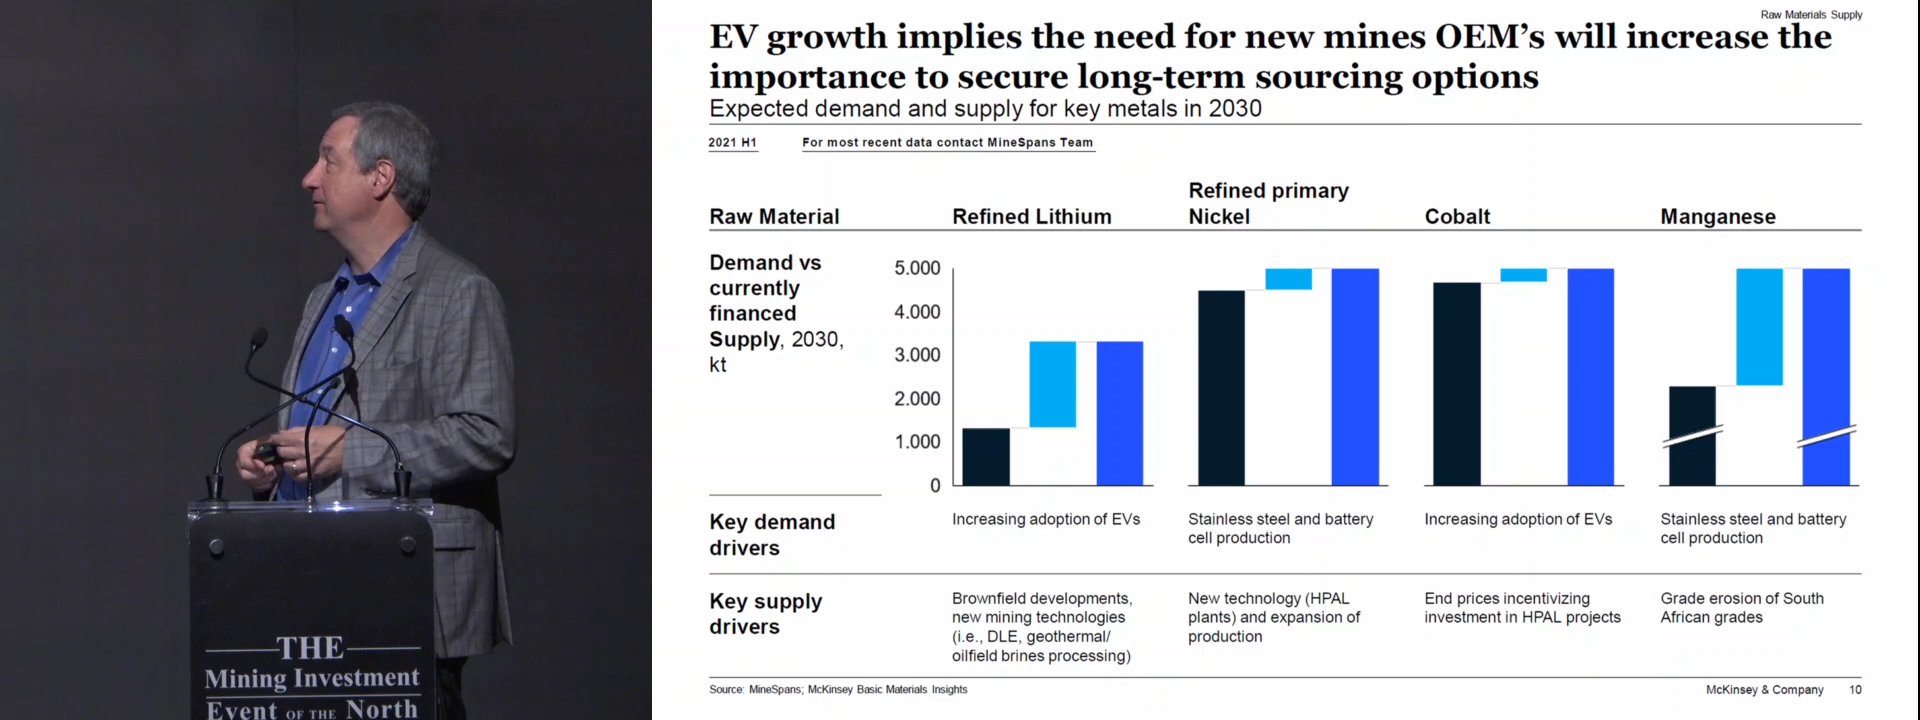 Raw Materials Supply
EV growth implies the need for new mines OEM’s will increase the
importance to secure long-term sourcing options
Expected demand and supply for key metals in 2030
2021 H1
For most recent data contact MineSpans Team
Raw Material
Refined Lithium
Refined primary
Nickel
Cobalt
Manganese
Demand vs
currently
financed
Supply, 2030,
kt
5.000
4.000
3.000
2.000
1.000
0
Key demand
drivers
Increasing adoption of EVs
Stainless steel and battery
cell production
Increasing adoption of EVs
Stainless steel and battery
cell production
Key supply
drivers
Brownfield developments,
new mining technologies
(i.e., DLE, geothermal/
oilfield brines processing)
New technology (HPAL
plants) and expansion of
production
End prices incentivizing
investment in HPAL projects
Grade erosion of South
African grades
Source: MineSpans; McKinsey Basic Materials Insights
McKinsey & Company
10
THE
Mining Investment
Event OF THE North